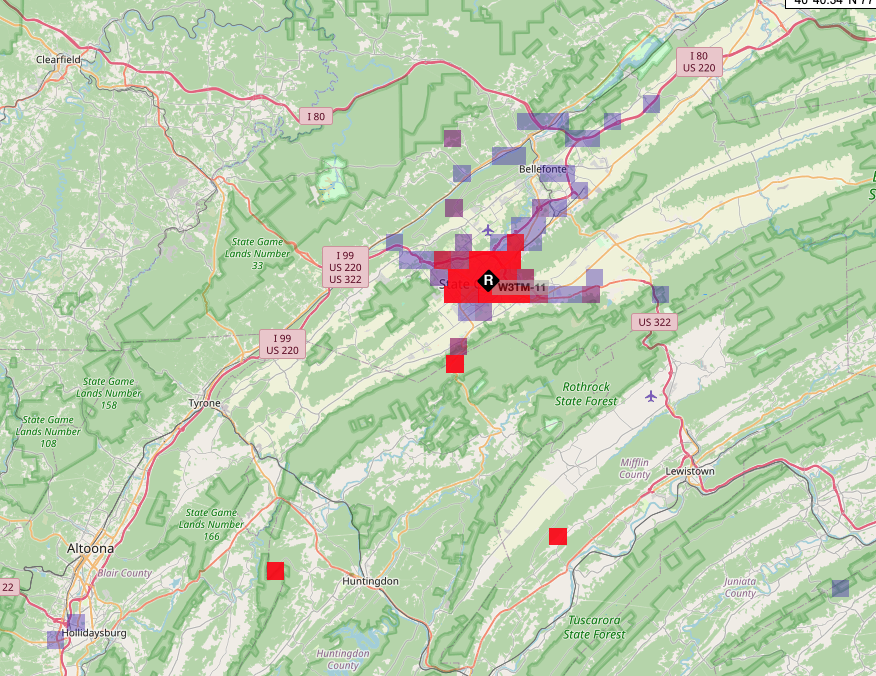 40°40.54' N 77
Clearfield
I 80
US 220
I 80
Bellefonte
State Game
Lands Number
33
I 99
US 220
US 322
State
R
W3TM-11
US 322
I 99
US 220
State Game
Lands Number
158
Rothrock
State Forest
Tyrone
State Game
Lands Number
108
Mifflin
County
Lewistown
State Game
Lands Number
166
Altoona
Blair County
Huntingdon
22
Juniata
County
Hollidaysburg
Tuscarora
State Forest
Huntingdon
County